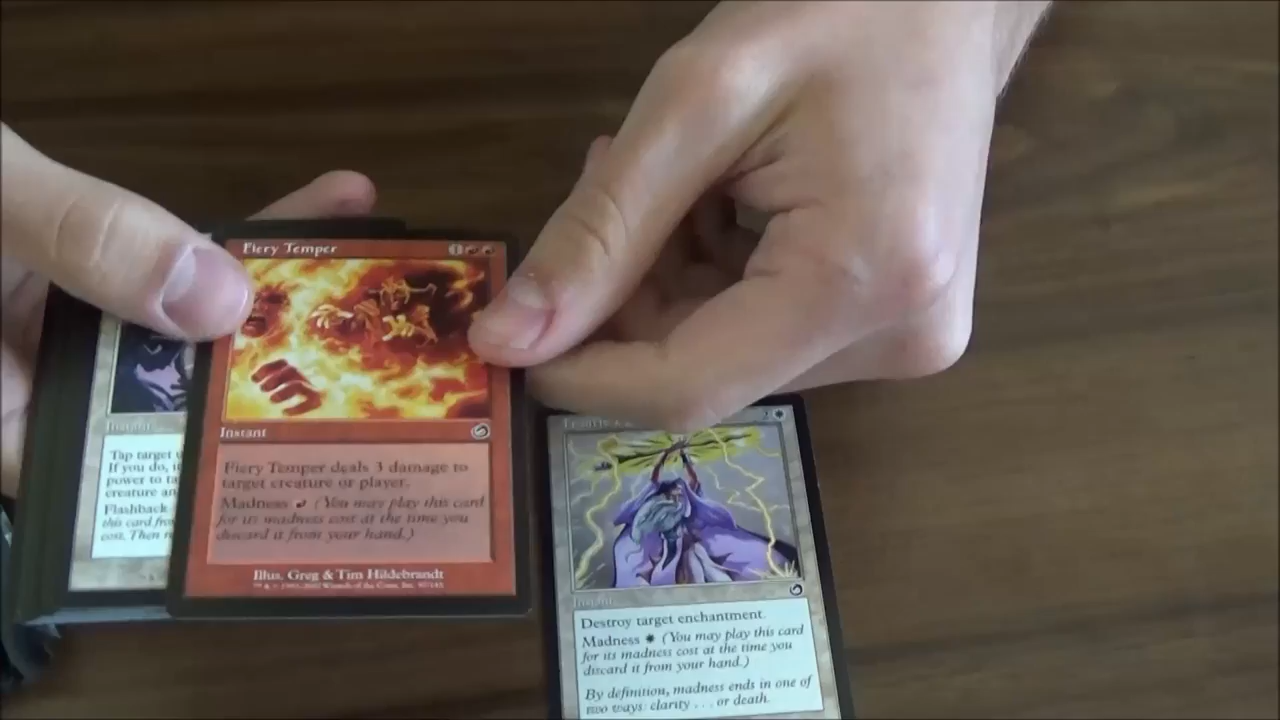 Fiery Temper
1
Instant
Fiery Temper deals 3 damage to
target creature or player.
Madness (You may play this card
for its madness cost at the time you
discard it from your hand.)
Illus. Greg & Tim Hildebrandt
Instant
Tap target
If you do,
power to
creature
Flashback
this card
cost. Then
2
Instant
Destroy target enchantment.
Madness (You may play this card
for its madness cost at the time you
discard it from your hand.)
By definition, madness ends in one of
two ways: clarity . . . or death.